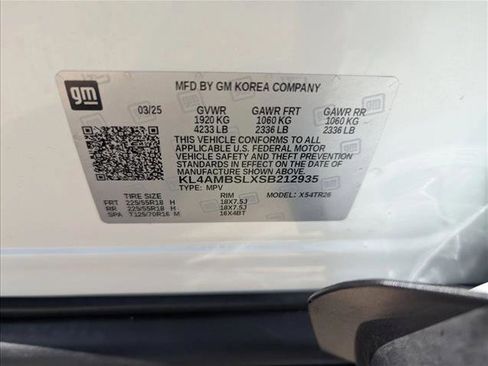 gm
MFD BY GM KOREA COMPANY
03/25 GVWR GAWR FRT GAWR RR
1920 KG 1060 KG 1060 KG
4233 LB 2336 LB 2336 LB
THIS VEHICLE CONFORMS TO ALL
APPLICABLE U.S. FEDERAL MOTOR
VEHICLE SAFETY AND THEFT PREVENTION
STANDARDS IN EFFECT ON THE DATE OF
MANUFACTURE SHOWN ABOVE.
KL4AMBSLXSB212935
TYPE: MPV MODEL: X54TR26
TIRE SIZE RIM
FRT 225/55R18 H 18X7.5J
RR 225/55R18 H 18X7.5J
SPA T125/70R16 M 16X4BT